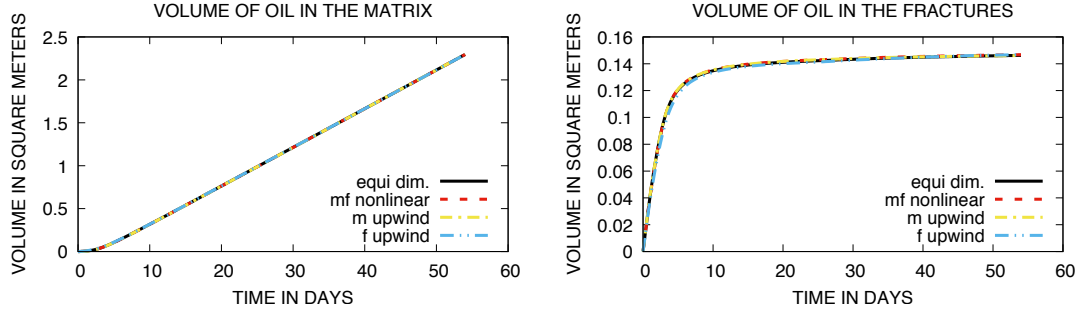 VOLUME OF OIL IN THE MATRIX
VOLUME IN SQUARE METERS
2.5
2
1.5
1
0.5
0
equi dim.
mf nonlinear
m upwind
f upwind
0 10 20 30 40 50 60
TIME IN DAYS
VOLUME OF OIL IN THE FRACTURES
VOLUME IN SQUARE METERS
0.16
0.14
0.12
0.1
0.08
0.06
0.04
0.02
0
equi dim.
mf nonlinear
m upwind
f upwind
0 10 20 30 40 50 60
TIME IN DAYS